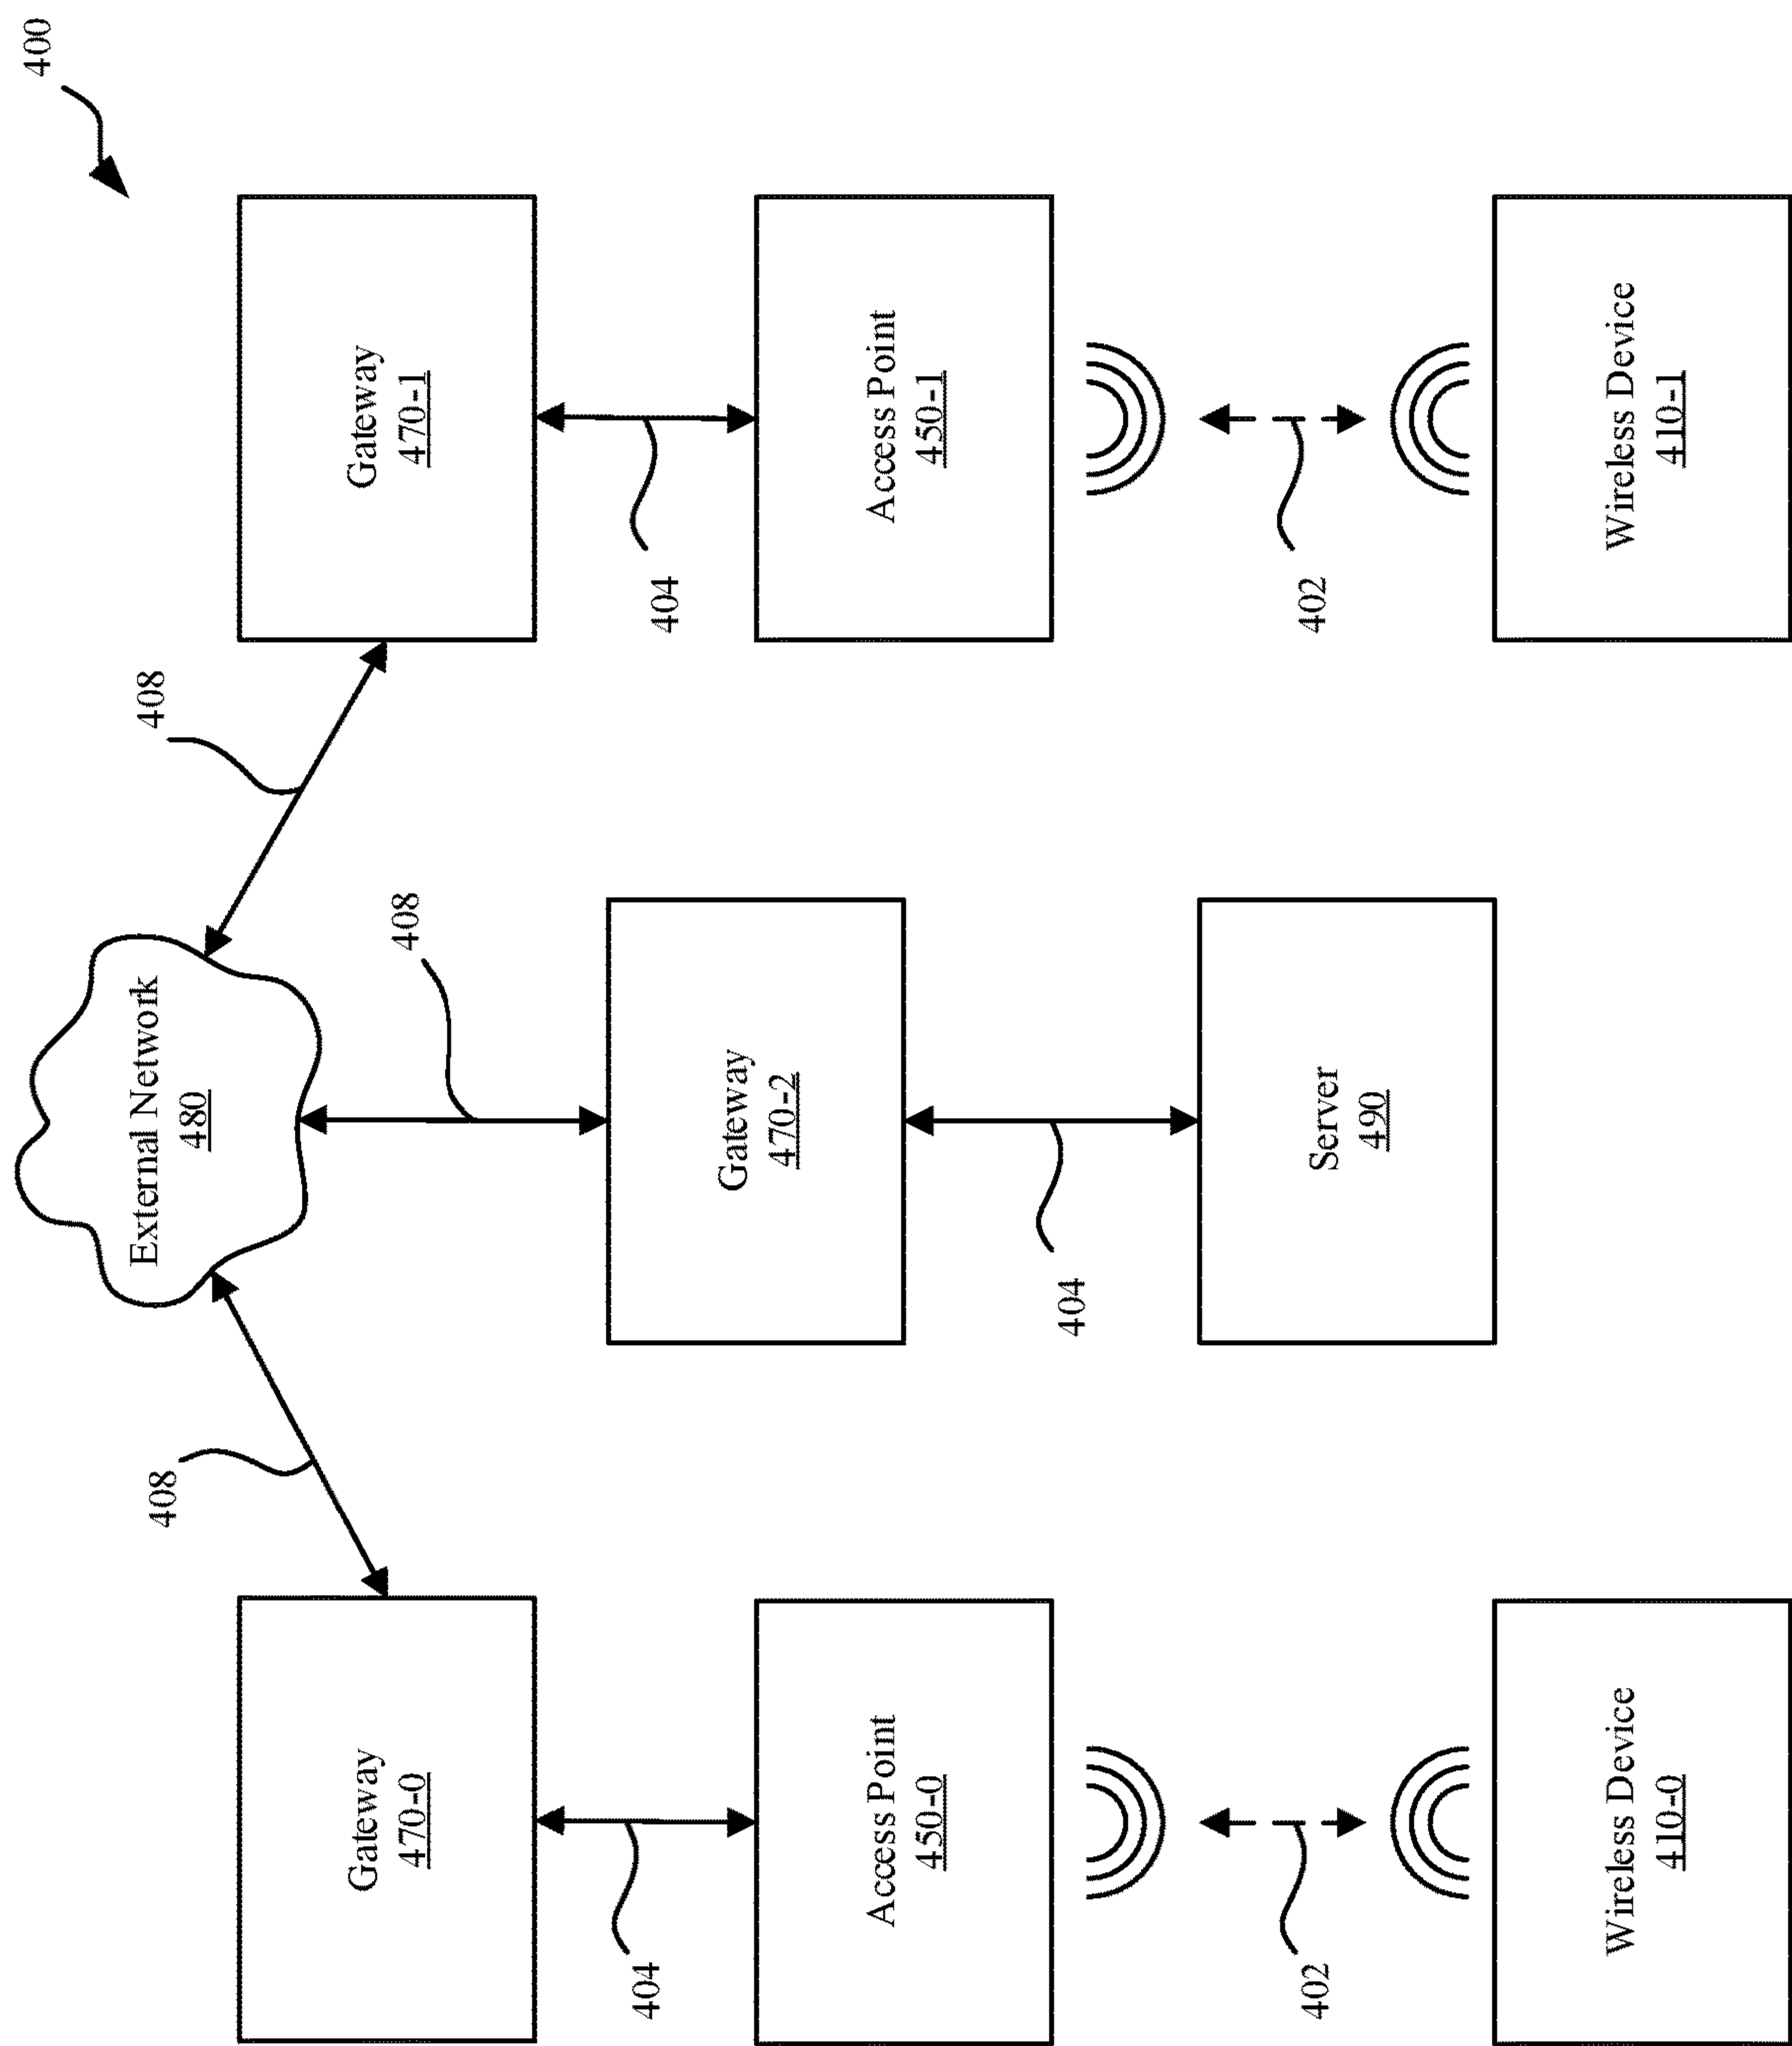 400
External Network
480
408
408
408
Gateway
470-0
Gateway
470-2
Gateway
470-1
404
404
404
Access Point
450-0
Server
490
Access Point
450-1
402
402
Wireless Device
410-0
Wireless Device
410-1